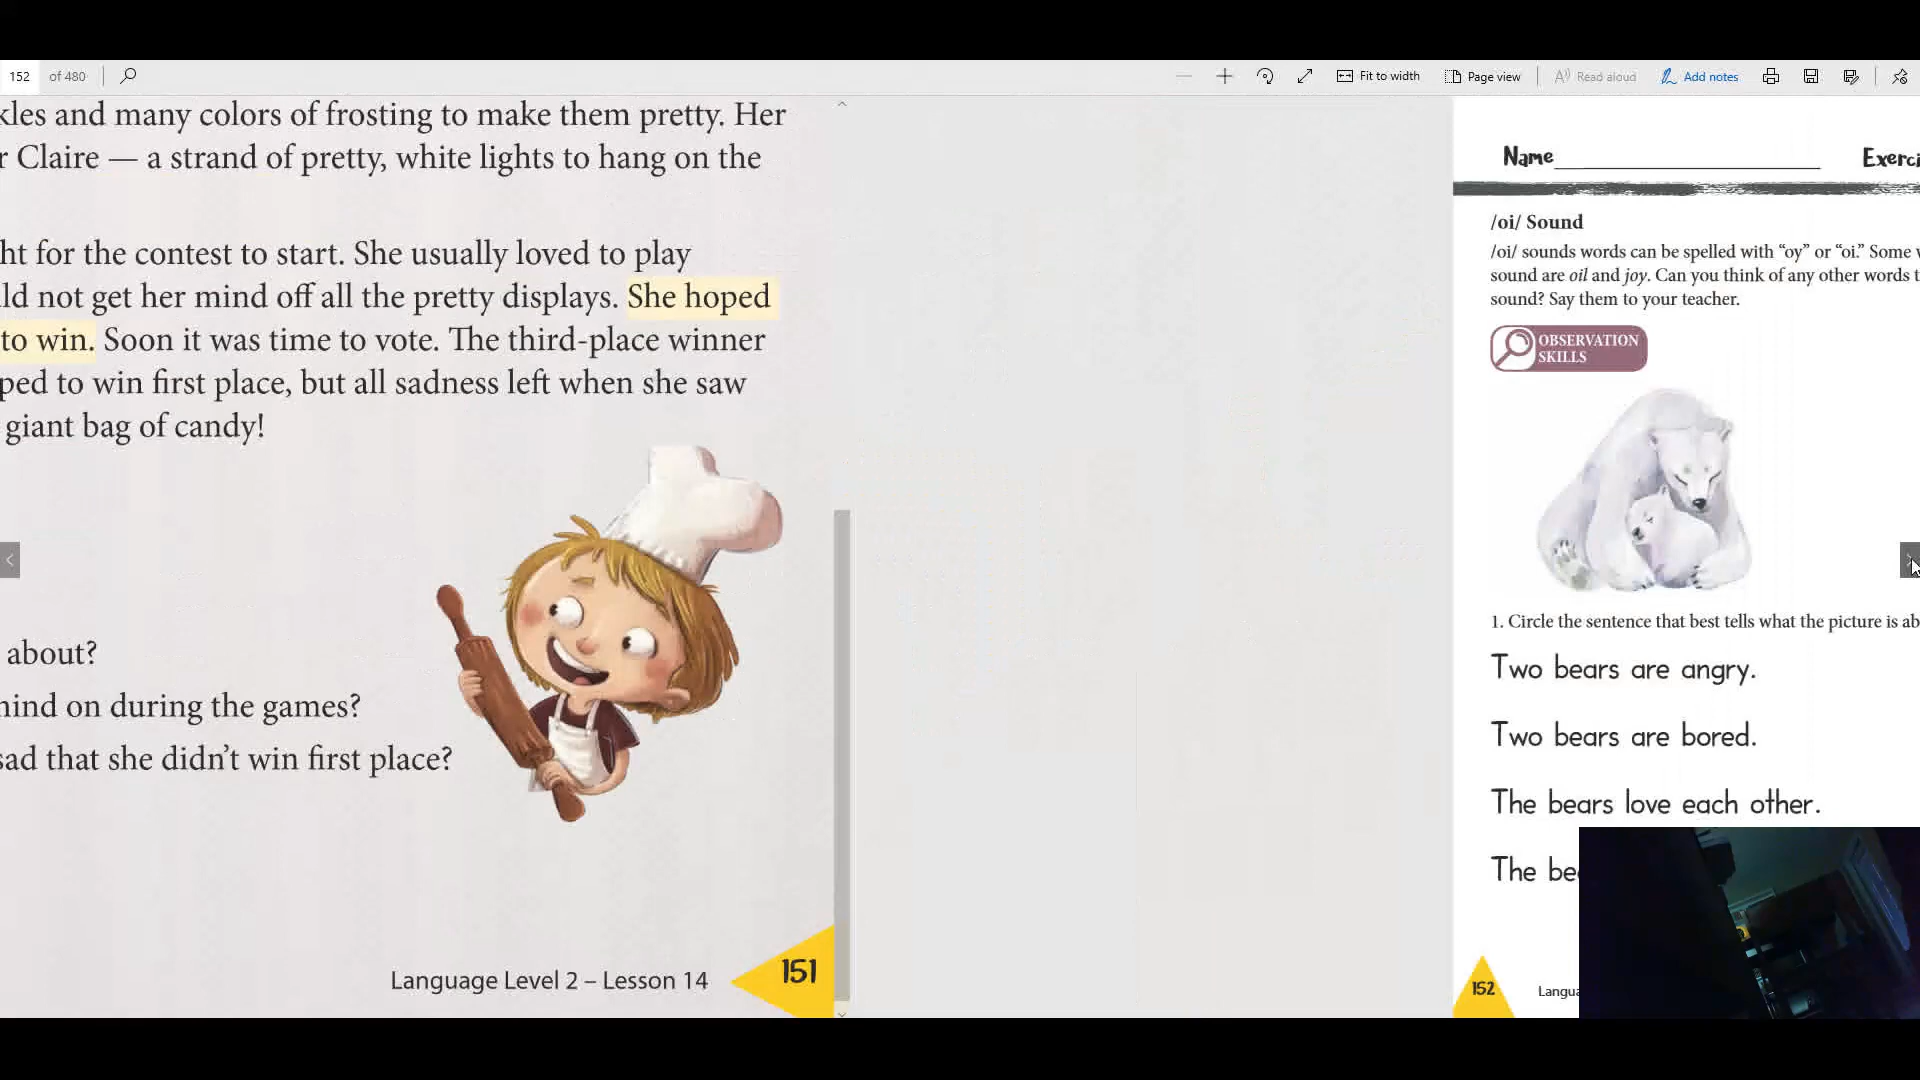 152 of 480
Fit to width
Page view
Read aloud
Add notes
kles and many colors of frosting to make them pretty. Her
r Claire — a strand of pretty, white lights to hang on the
ht for the contest to start. She usually loved to play
ld not get her mind off all the pretty displays. She hoped
to win. Soon it was time to vote. The third-place winner
ped to win first place, but all sadness left when she saw
giant bag of candy!
about?
mind on during the games?
sad that she didn’t win first place?
Language Level 2 – Lesson 14
151
Name
Exerci
/oi/ Sound
/oi/ sounds words can be spelled with “oy” or “oi.” Some
sound are oil and joy. Can you think of any other words
sound? Say them to your teacher.
OBSERVATION
SKILLS
1. Circle the sentence that best tells what the picture is ab
Two bears are angry.
Two bears are bored.
The bears love each other.
The be
152
Langua